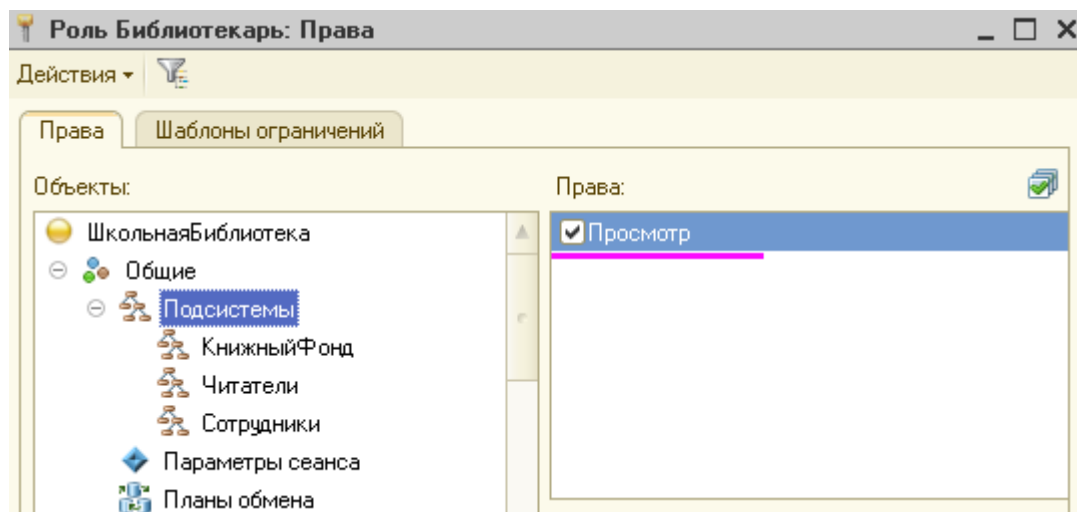 Роль Библиотекарь: Права
Действия
Права Шаблоны ограничений
Объекты: Права:
ШкольнаяБиблиотека Просмотр
Общие
Подсистемы
КнижныйФонд
Читатели
Сотрудники
Параметры сеанса
Планы обмена